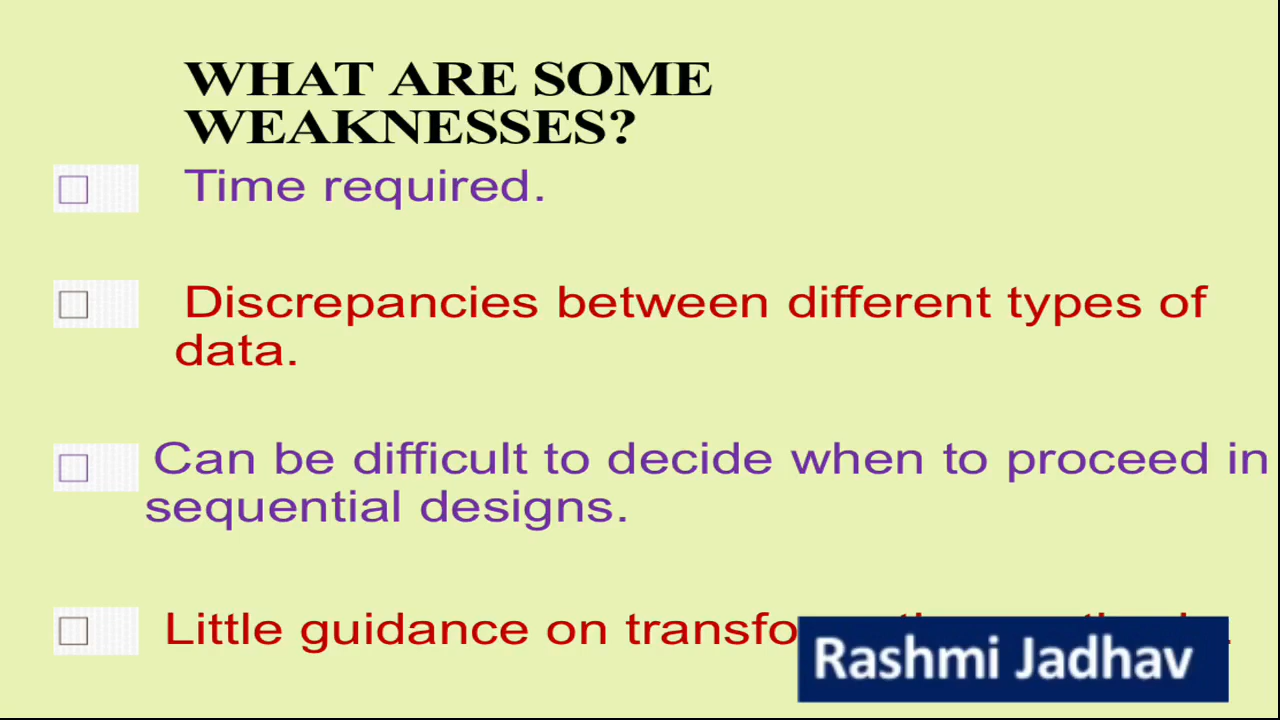 WHAT ARE SOME
WEAKNESSES?
Time required.
Discrepancies between different types of
data.
Can be difficult to decide when to proceed in
sequential designs.
Little guidance on
Rashmi Jadhav